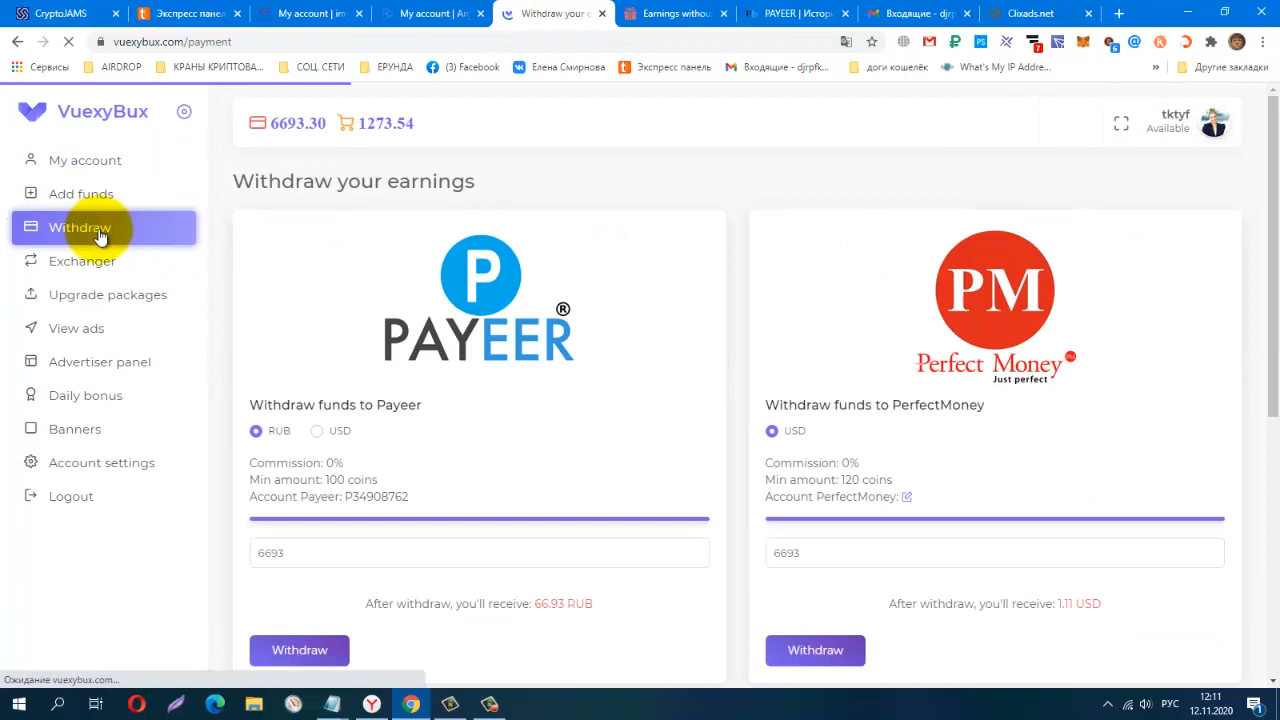 CryptoJAMS
Экспресс панел
My account | im
My account | Arg
Withdraw your e
Earnings withou
PAYEER | Истор
Входящие - djrp
Clixads.net
vuexybux.com/payment
Сервисы
AIRDROP
КРАНЫ КРИПТОВА...
СОЦ. СЕТИ
ЕРУНДА
(3) Facebook
Елена Смирнова
Экспресс панель
Входящие - djrpfk...
доги кошелёк
What's My IP Addre...
»
Другие закладки
VuexyBux
6693.30
1273.54
tktyf
Available
My account
Add funds
Withdraw
Exchanger
Upgrade packages
View ads
Advertiser panel
Daily bonus
Banners
Account settings
Logout
Withdraw your earnings
P
PAYEER
®
Withdraw funds to Payeer
RUB
USD
Commission: 0%
Min amount: 100 coins
Account Payeer: P34908762
6693
After withdraw, you'll receive: 66.93 RUB
Withdraw
PM
Perfect Money
PM
Just perfect
Withdraw funds to PerfectMoney
USD
Commission: 0%
Min amount: 120 coins
Account PerfectMoney:
6693
After withdraw, you'll receive: 1.11 USD
Withdraw
Ожидание vuexybux.com...
РУС
12:11
12.11.2020